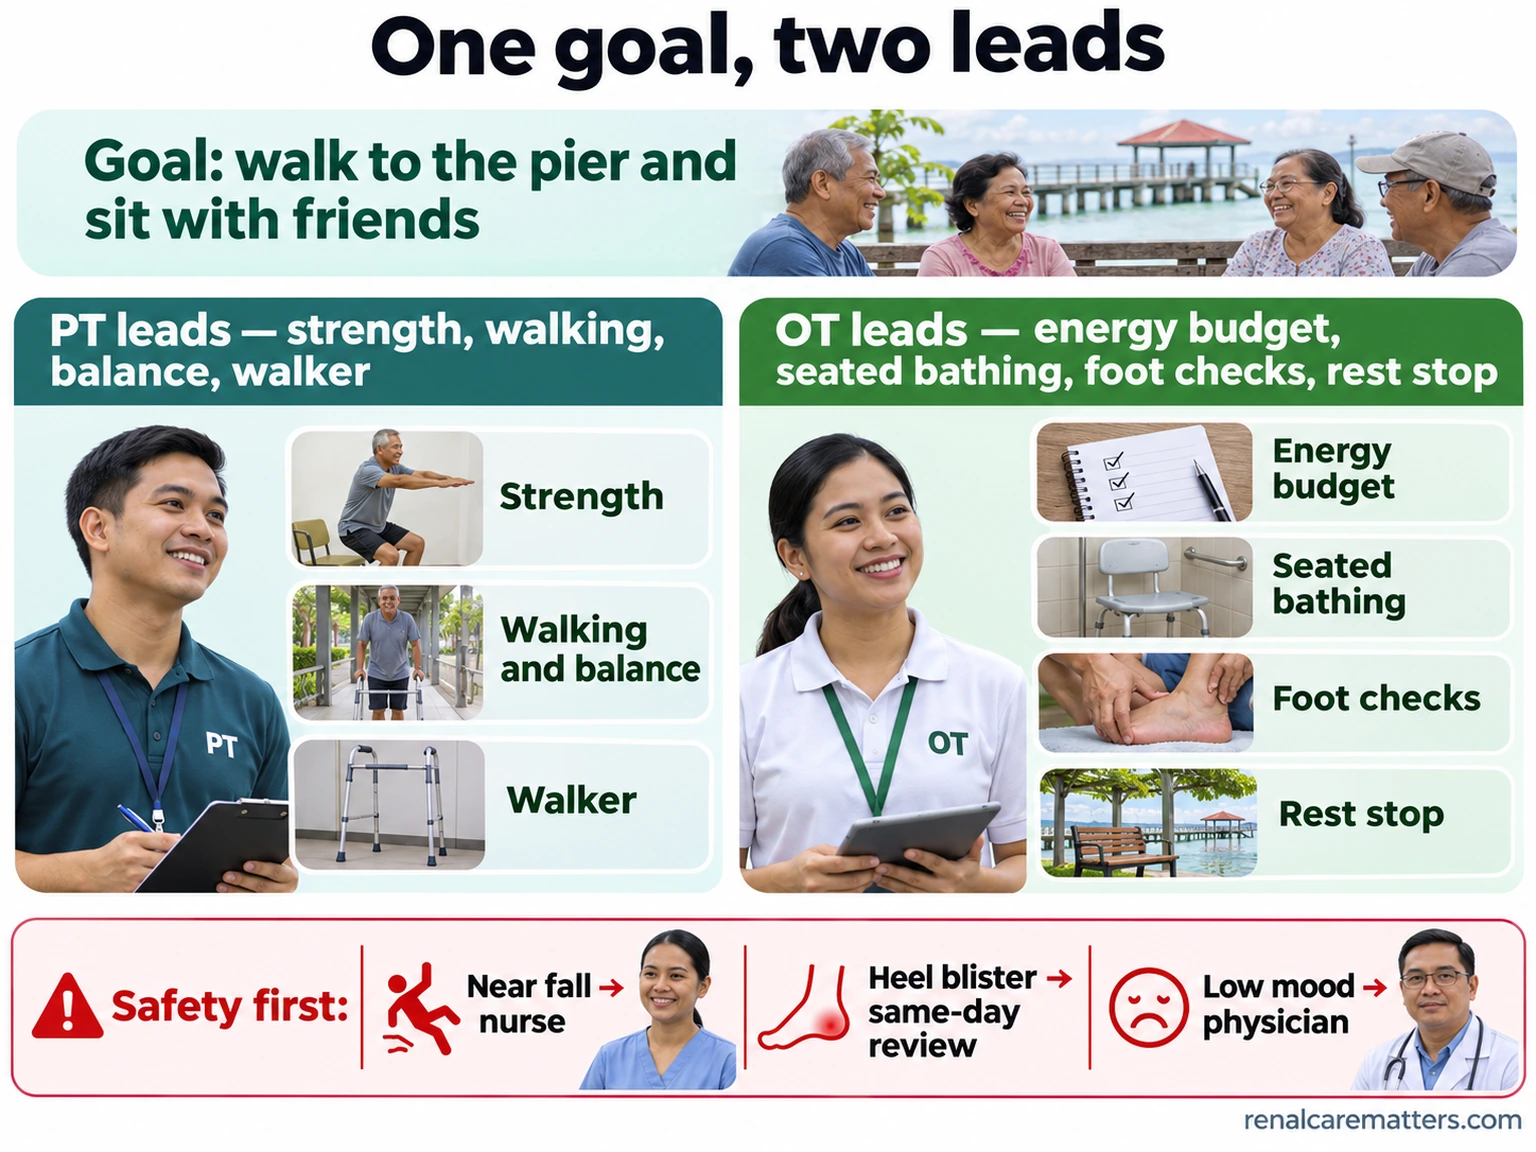 One goal, two leads
Goal: walk to the pier and
sit with friends
PT leads — strength, walking,
balance, walker
PT
Strength
Walking
and balance
Walker
OT leads — energy budget,
seated bathing, foot checks, rest stop
OT
Energy
budget
Seated
bathing
Foot checks
Rest stop
Safety first:
Near fall →
nurse
Heel blister →
same-day
review
Low mood →
physician
renalcarematters.com